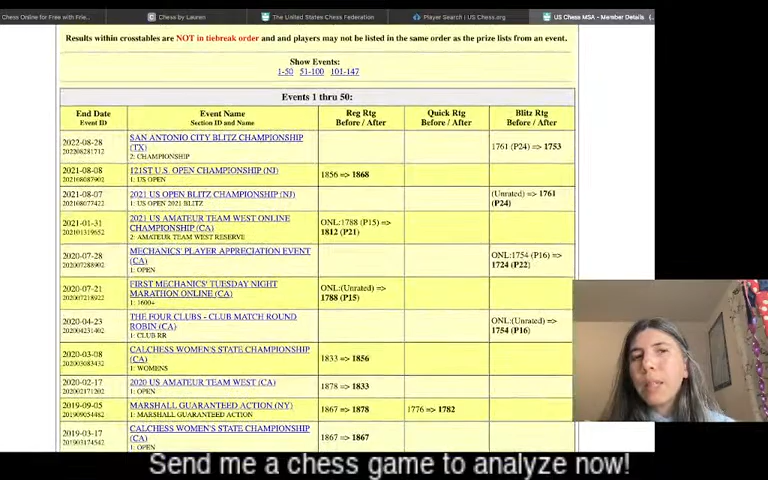 Chess Online for Free with Frie...
Chess by Lauren
The United States Chess Federation
Player Search | US Chess.org
US Chess MSA - Member Details (...
Results within crosstables are NOT in tiebreak order and and players may not be listed in the same order as the prize lists from an event.
Show Events:
1-50 51-100 101-147
Events 1 thru 50:
End Date Event Name Reg Rtg Quick Rtg Blitz Rtg
Event ID Section ID and Name Before / After Before / After Before / After
2022-08-28 SAN ANTONIO CITY BLITZ CHAMPIONSHIP 1761 (P24) => 1753
202208281712 (TX)
2: CHAMPIONSHIP
2021-08-08 121ST U.S. OPEN CHAMPIONSHIP (NJ) 1856 => 1868
202108087902 1: US OPEN
2021-08-07 2021 US OPEN BLITZ CHAMPIONSHIP (NJ) (Unrated) => 1761
202108077422 1: US OPEN 2021 BLITZ (P24)
2021-01-31 2021 US AMATEUR TEAM WEST ONLINE ONL:1788 (P15) =>
202101319652 CHAMPIONSHIP (CA) 1812 (P21)
2: AMATEUR TEAM WEST RESERVE
2020-07-28 MECHANICS' PLAYER APPRECIATION EVENT ONL:1754 (P16) =>
202007288902 (CA) 1724 (P22)
1: OPEN
2020-07-21 FIRST MECHANICS' TUESDAY NIGHT ONL:(Unrated) =>
202007218922 MARATHON ONLINE (CA) 1788 (P15)
1: 1600+
2020-04-23 THE FOUR CLUBS - CLUB MATCH ROUND ONL:(Unrated) =>
202004231402 ROBIN (CA) 1754 (P16)
1: CLUB RR
2020-03-08 CALCHESS WOMEN'S STATE CHAMPIONSHIP 1833 => 1856
202003083432 (CA)
1: WOMENS
2020-02-17 2020 US AMATEUR TEAM WEST (CA) 1878 => 1833
202002171202 1: OPEN
2019-09-05 MARSHALL GUARANTEED ACTION (NY) 1867 => 1878 1776 => 1782
201909054482 1: MARSHALL GUARANTEED ACTION
2019-03-17 CALCHESS WOMEN'S STATE CHAMPIONSHIP 1867 => 1867
201903174542 (CA)
1: OPEN
Send me a chess game to analyze now!